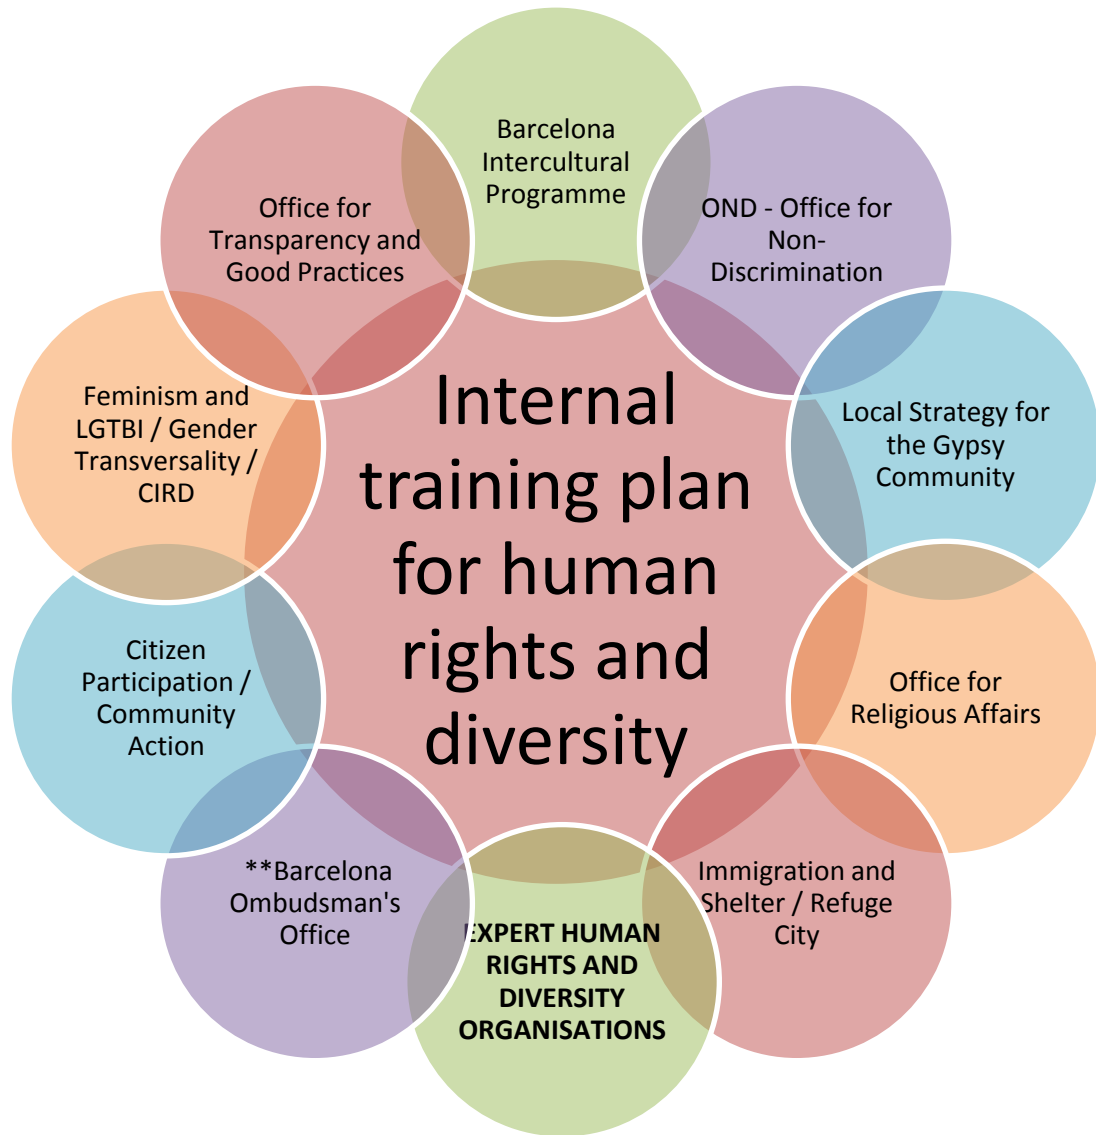 Barcelona
Intercultural
Programme
OND - Office for
Non-
Discrimination
Local Strategy for
the Gypsy
Community
Office for
Religious Affairs
Immigration and
Shelter / Refuge
City
EXPERT HUMAN
RIGHTS AND
DIVERSITY
ORGANISATIONS
**Barcelona
Ombudsman's
Office
Citizen
Participation /
Community
Action
Feminism and
LGTBI / Gender
Transversality /
CIRD
Office for
Transparency and
Good Practices
Internal
training plan
for human
rights and
diversity